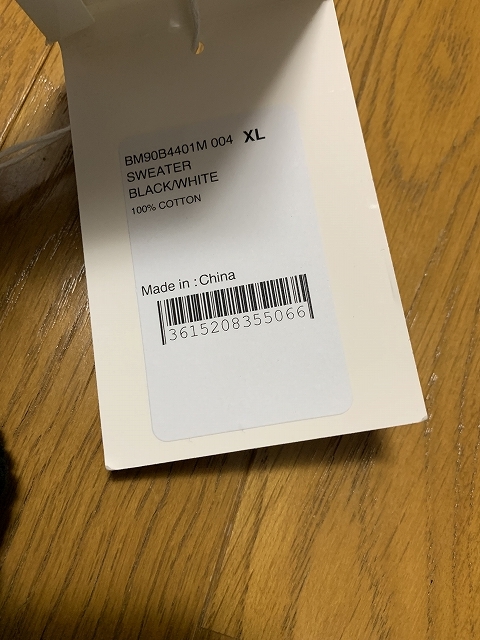 BM90B4401M 004 XL
SWEATER
BLACK/WHITE
100% COTTON
Made in : China
3615208355066